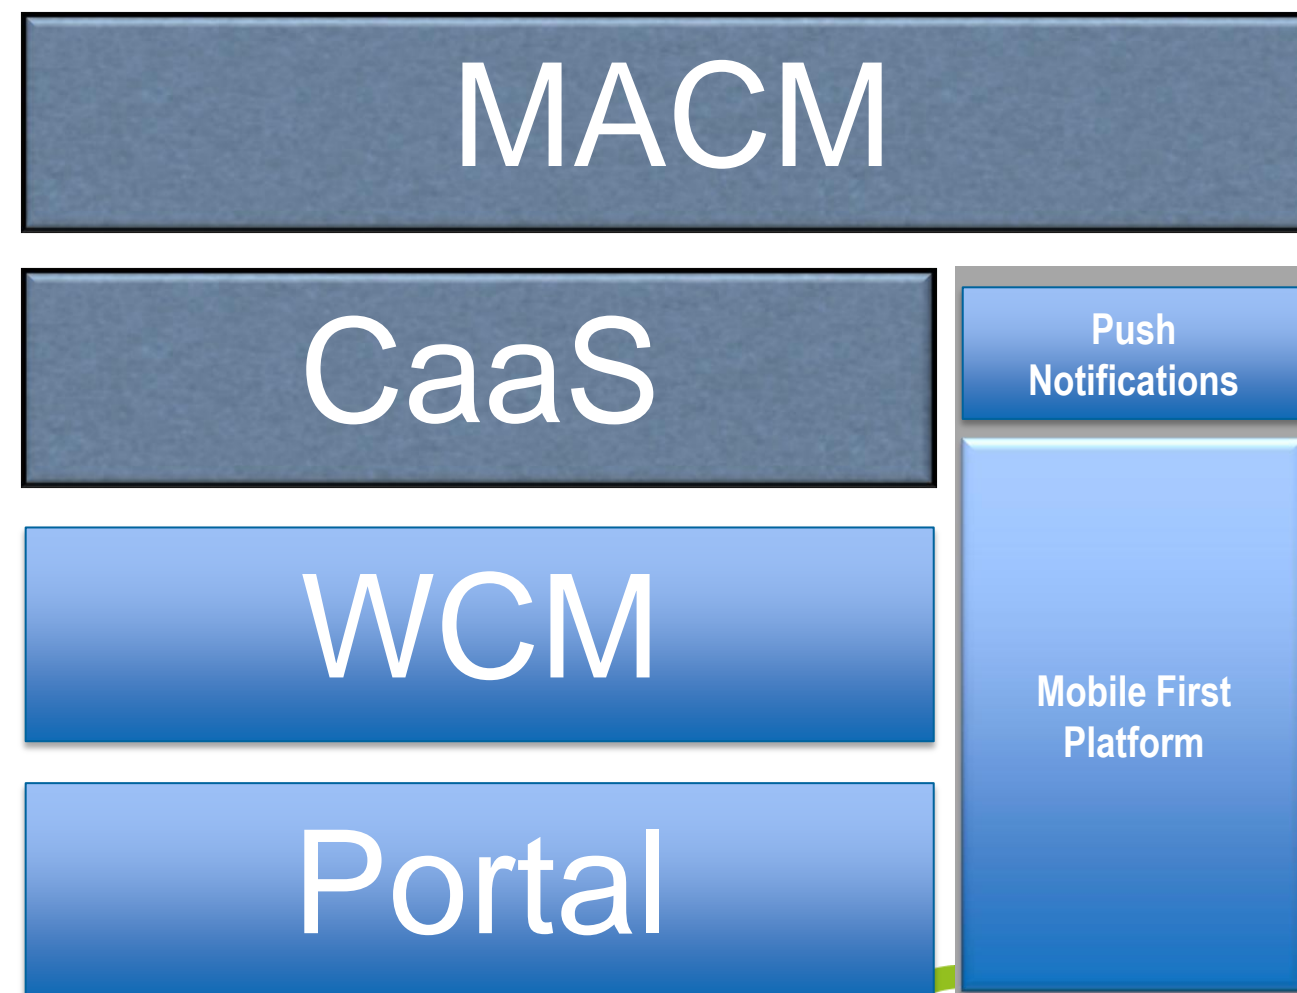 MACM
CaaS
Push
Notifications
WCM
Mobile First
Platform
Portal